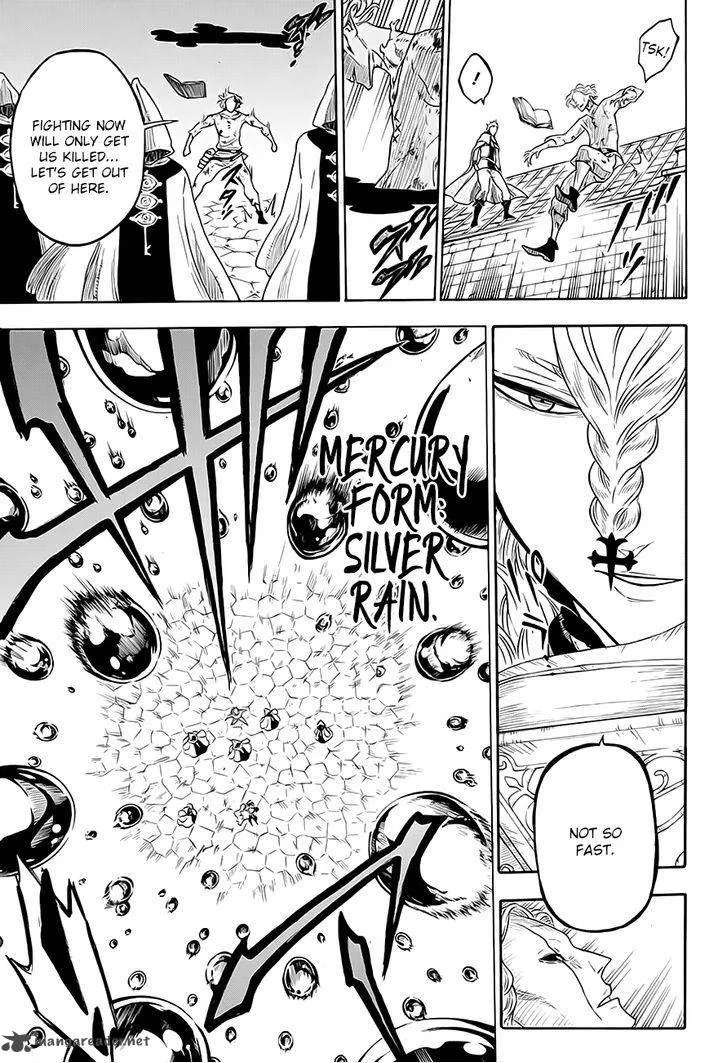 TSK!
!
FIGHTING NOW
WILL ONLY GET
US KILLED...
LET'S GET OUT
OF HERE.
NOT SO
FAST.
MERCURY
FORM:
SILVER
RAIN.
mangareader.net